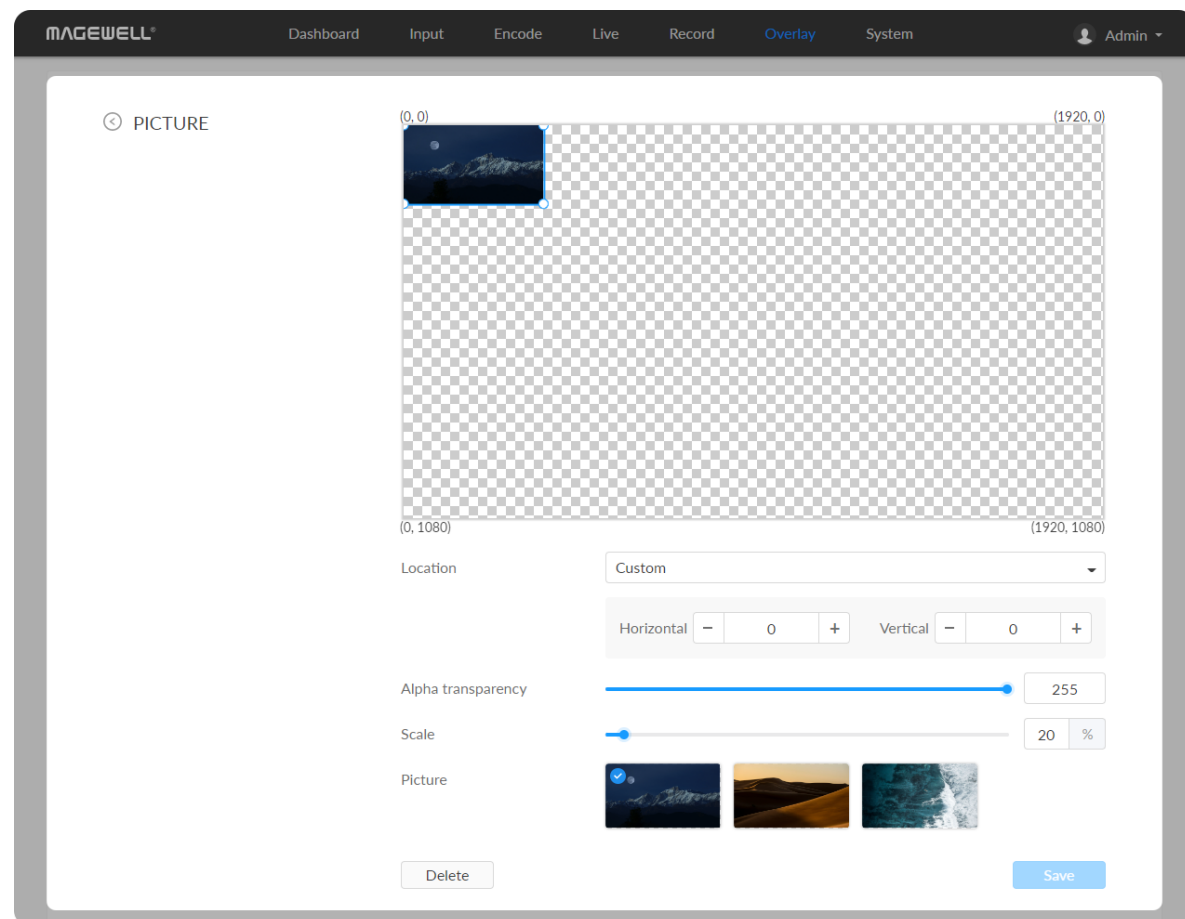 MAGEWELL®
Dashboard Input Encode Live Record Overlay System Admin
PICTURE
(0, 0) (1920, 0)
(0, 1080) (1920, 1080)
Location Custom
Horizontal − 0 + Vertical − 0 +
Alpha transparency 255
Scale 20 %
Picture
Delete Save